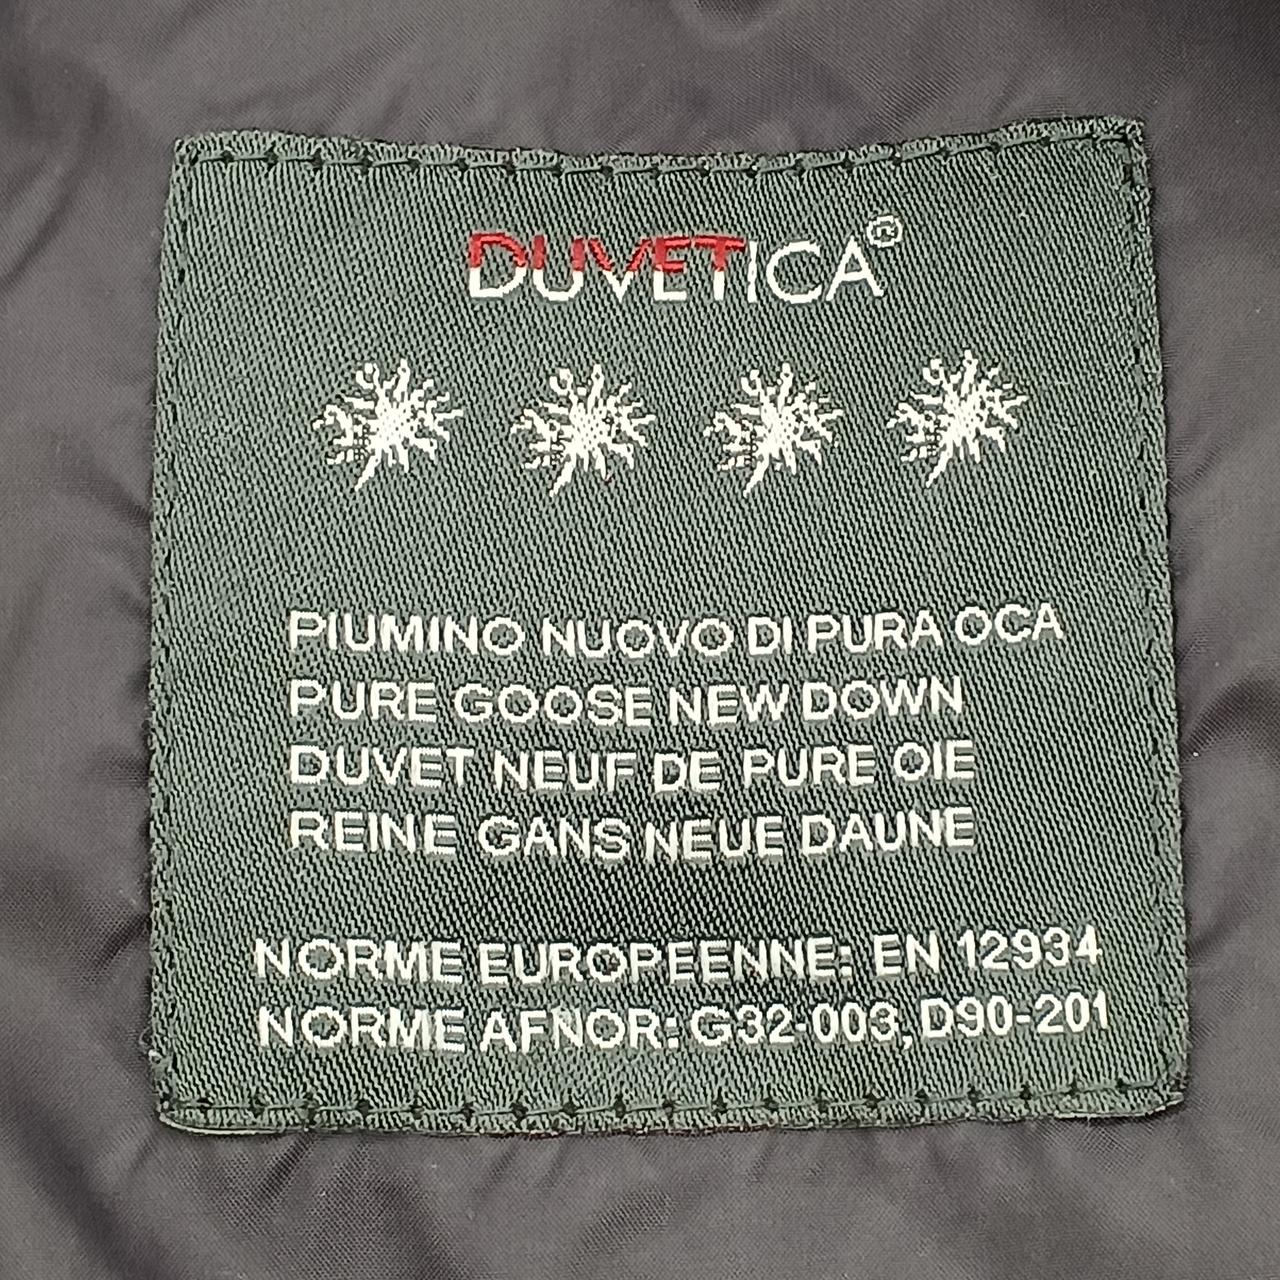 DUVETICA®
PIUMINO NUOVO DI PURA OCA
PURE GOOSE NEW DOWN
DUVET NEUF DE PURE OIE
REINE GANS NEUE DAUNE
NORME EUROPEENNE: EN 12934
NORME AFNOR: G32-003, D90-201